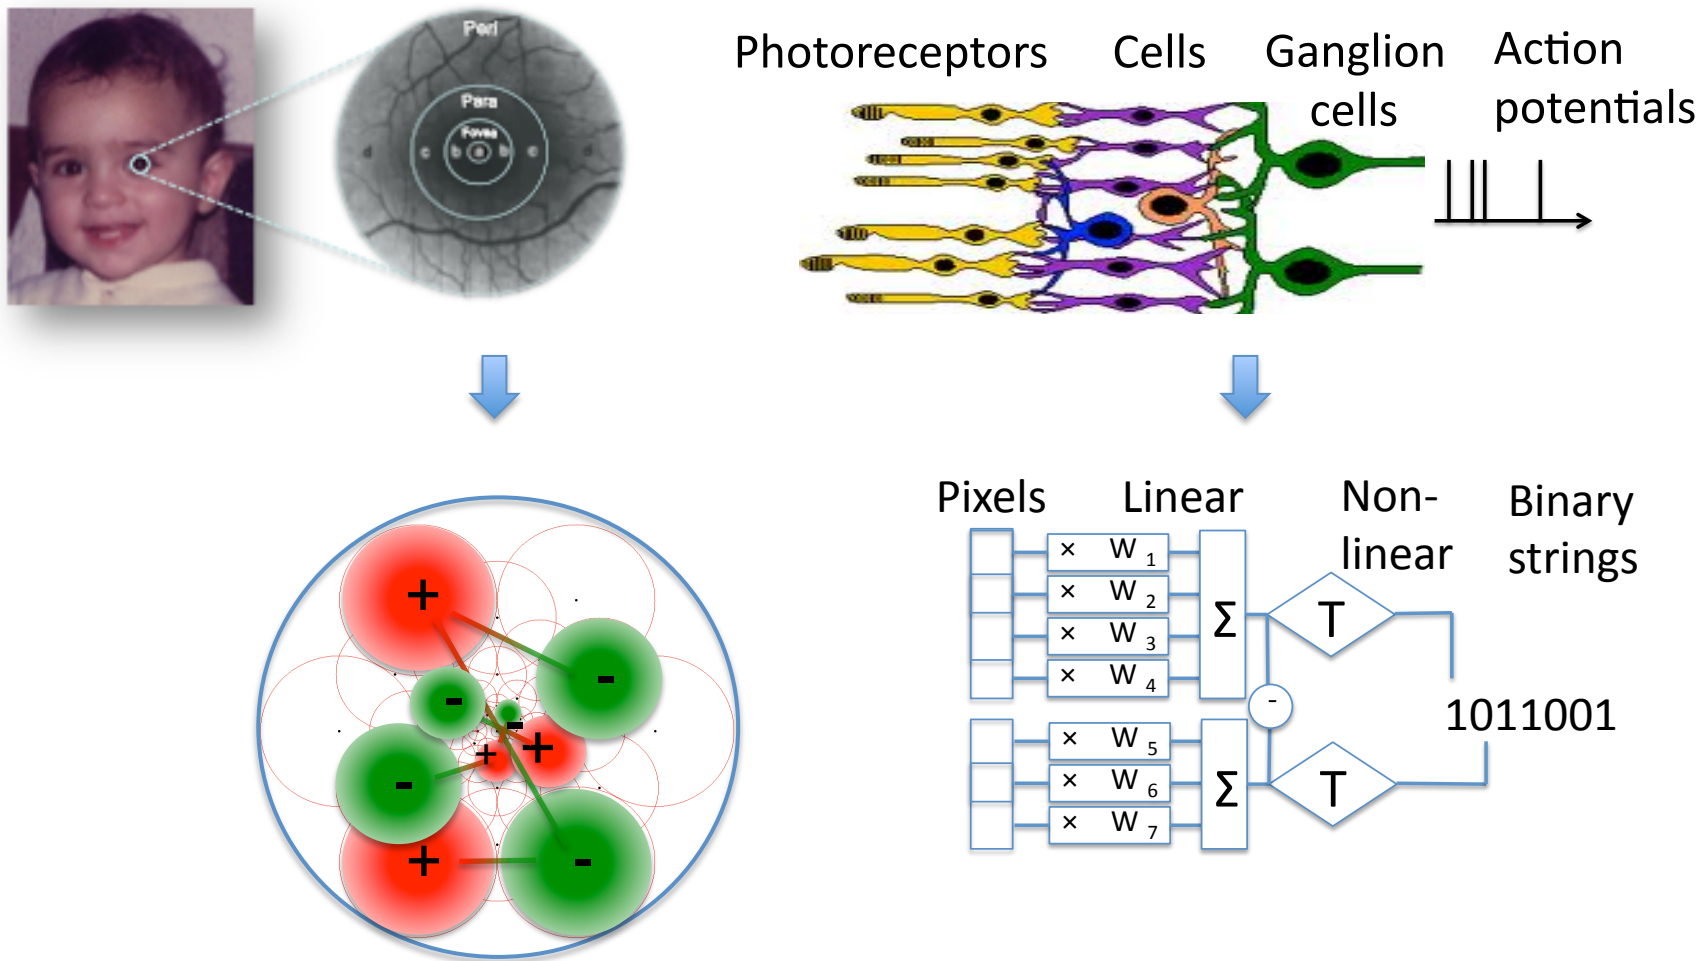 Peri
Para
Fovea
d c b a b c d
Photoreceptors Cells Ganglion cells Action potentials
+
-
-
-
+
+
-
+
-
Pixels Linear Non-linear Binary strings
× W 1
× W 2
× W 3
× W 4
Σ
T
-
1011001
× W 5
× W 6
× W 7
Σ
T